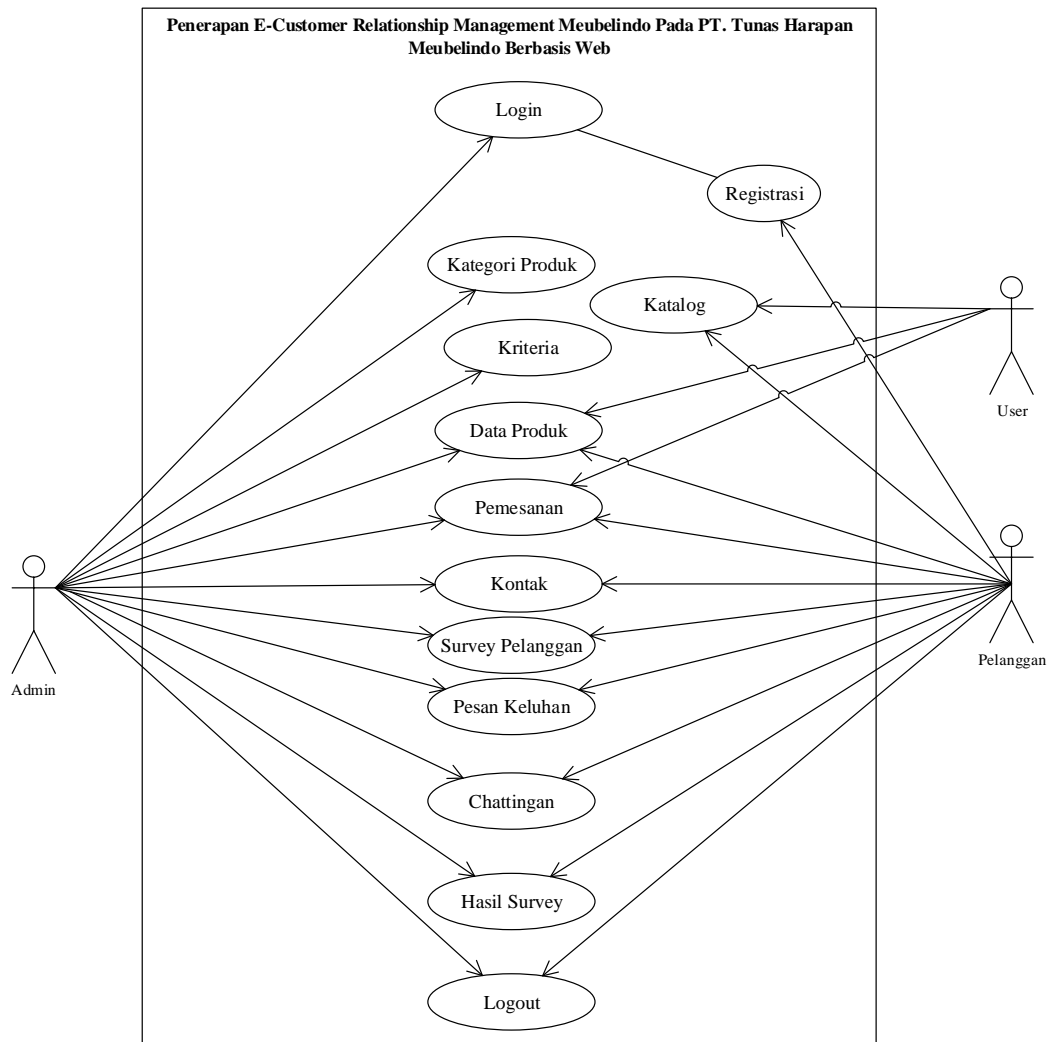 Penerapan E-Customer Relationship Management Meubelindo Pada PT. Tunas Harapan
Meubelindo Berbasis Web
Login
Registrasi
Kategori Produk
Katalog
Kriteria
User
Data Produk
Pemesanan
Kontak
Survey Pelanggan
Pelanggan
Admin
Pesan Keluhan
Chattingan
Hasil Survey
Logout